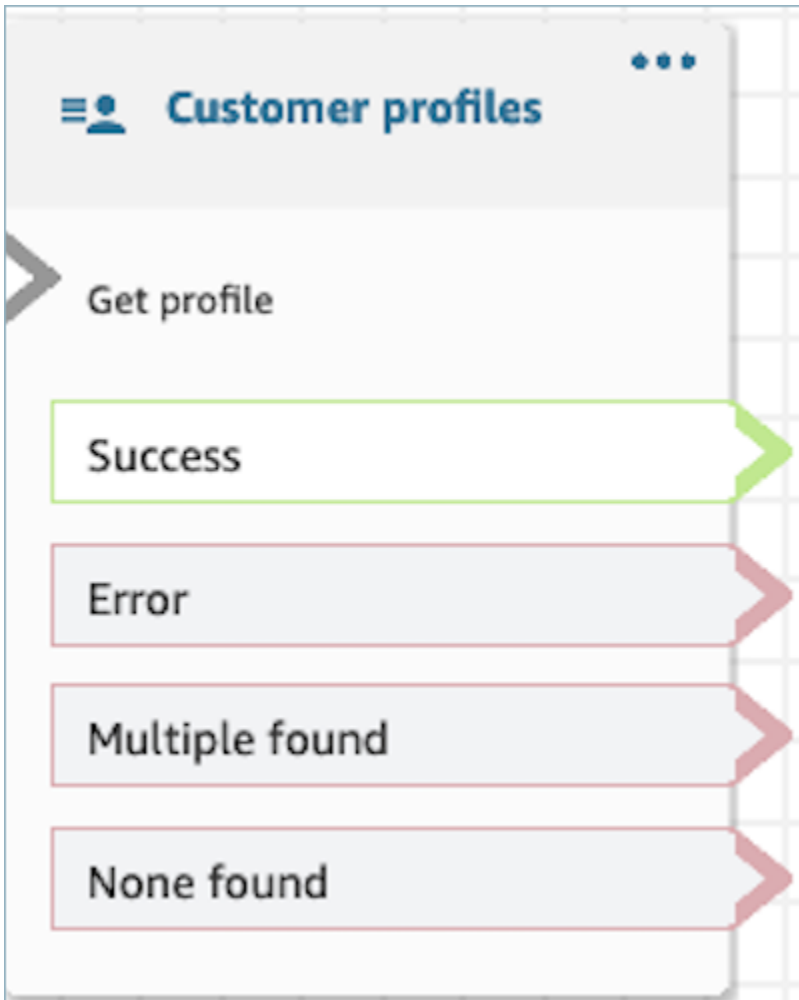 Customer profiles
Get profile
Success
Error
Multiple found
None found